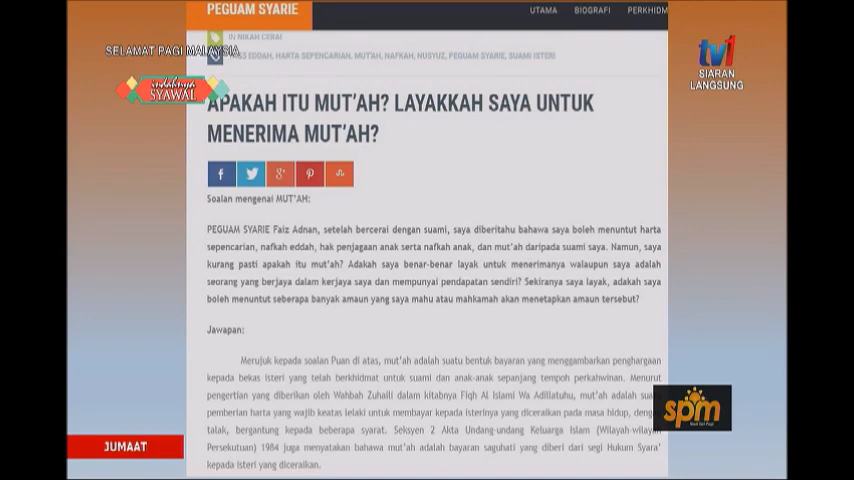 PEGUAM SYARIE
UTAMA BIOGRAFI PERKHIDM
IN NIKAH CERAI
SELAMAT PAGI MALAYSIA
EDDAH, HARTA SEPENCARIAN, MUT'AH, NAFKAH, NUSYUZ, PEGUAM SYARIE, SUAMI ISTERI
tv1
SIARAN
LANGSUNG
indahnya
SYAWAL
APAKAH ITU MUT'AH? LAYAKKAH SAYA UNTUK
MENERIMA MUT'AH?
Soalan mengenai MUT'AH:
PEGUAM SYARIE Faiz Adnan, setelah bercerai dengan suami, saya diberitahu bahawa saya boleh menuntut harta
sepencarian, nafkah eddah, hak penjagaan anak serta nafkah anak, dan mut'ah daripada suami saya. Namun, saya
kurang pasti apakah itu mut'ah? Adakah saya benar-benar layak untuk menerimanya walaupun saya adalah
seorang yang berjaya dalam kerjaya saya dan mempunyai pendapatan sendiri? Sekiranya saya layak, adakah saya
boleh menuntut seberapa banyak amaun yang saya mahu atau mahkamah akan menetapkan amaun tersebut?
Jawapan:
Merujuk kepada soalan Puan di atas, mut'ah adalah suatu bentuk bayaran yang menggambarkan penghargaan
kepada bekas isteri yang telah berkhidmat untuk suami dan anak-anak sepanjang tempoh perkahwinan. Menurut
pengertian yang diberikan oleh Wahbah Zuhaili dalam kitabnya Fiqh Al Islami Wa Adillatuhu, mut'ah adalah sua
pemberian harta yang wajib keatas lelaki untuk membayar kepada isterinya yang diceraikan pada masa hidup, deng
talak, bergantung kepada beberapa syarat. Seksyen 2 Akta Undang-undang Keluarga Islam (Wilayah-wilayah
Persekutuan) 1984 juga menyatakan bahawa mut'ah adalah bayaran saguhati yang diberi dari segi Hukum Syara'
kepada isteri yang diceraikan.
spm
JUMAAT